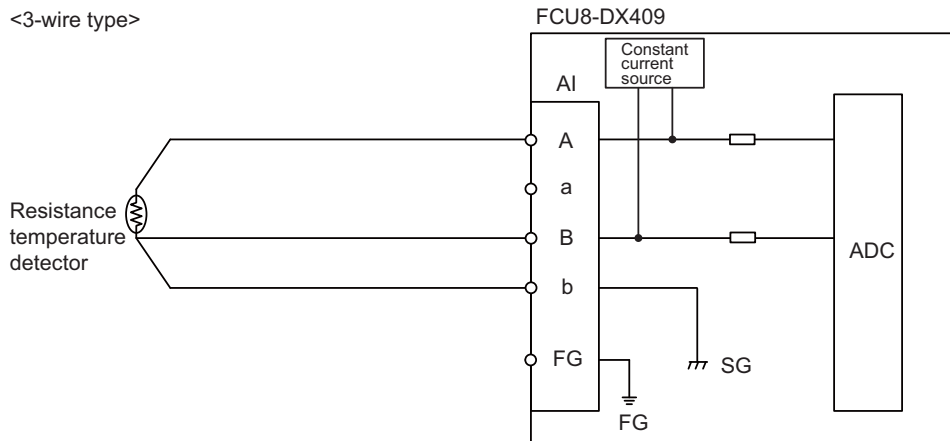 <3-wire type>
FCU8-DX409
Constant
current
source
AI
A
a
B
b
FG
Resistance
temperature
detector
ADC
SG
FG